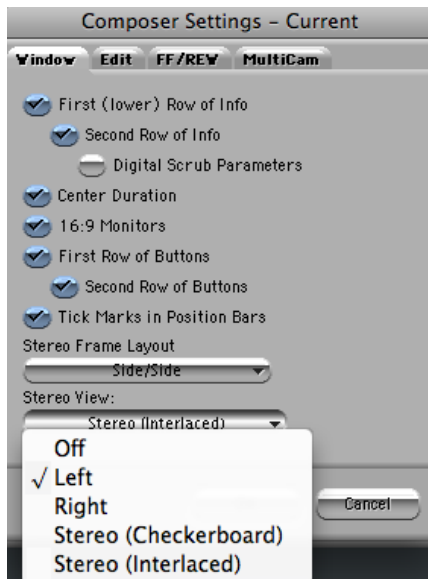 Composer Settings – Current
Window Edit FF/REW MultiCam
First (lower) Row of Info
Second Row of Info
Digital Scrub Parameters
Center Duration
16:9 Monitors
First Row of Buttons
Second Row of Buttons
Tick Marks in Position Bars
Stereo Frame Layout
Side/Side
Stereo View:
Stereo (Interlaced)
Off
√ Left
Right
Cancel
Stereo (Checkerboard)
Stereo (Interlaced)